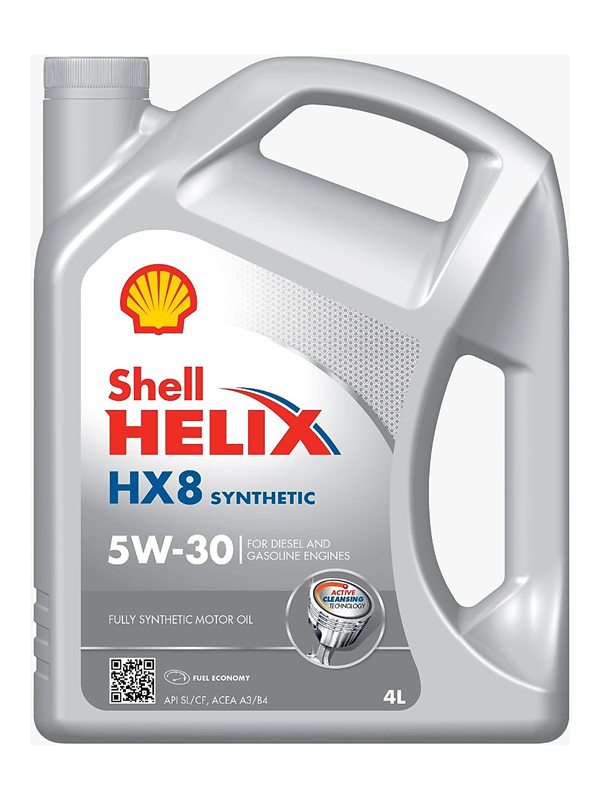 Shell
HELIX
HX8 SYNTHETIC
5W-30
FOR DIESEL AND
GASOLINE ENGINES
ACTIVE
CLEANSING
TECHNOLOGY
FULLY SYNTHETIC MOTOR OIL
FUEL ECONOMY
API SL/CF, ACEA A3/B4
4L